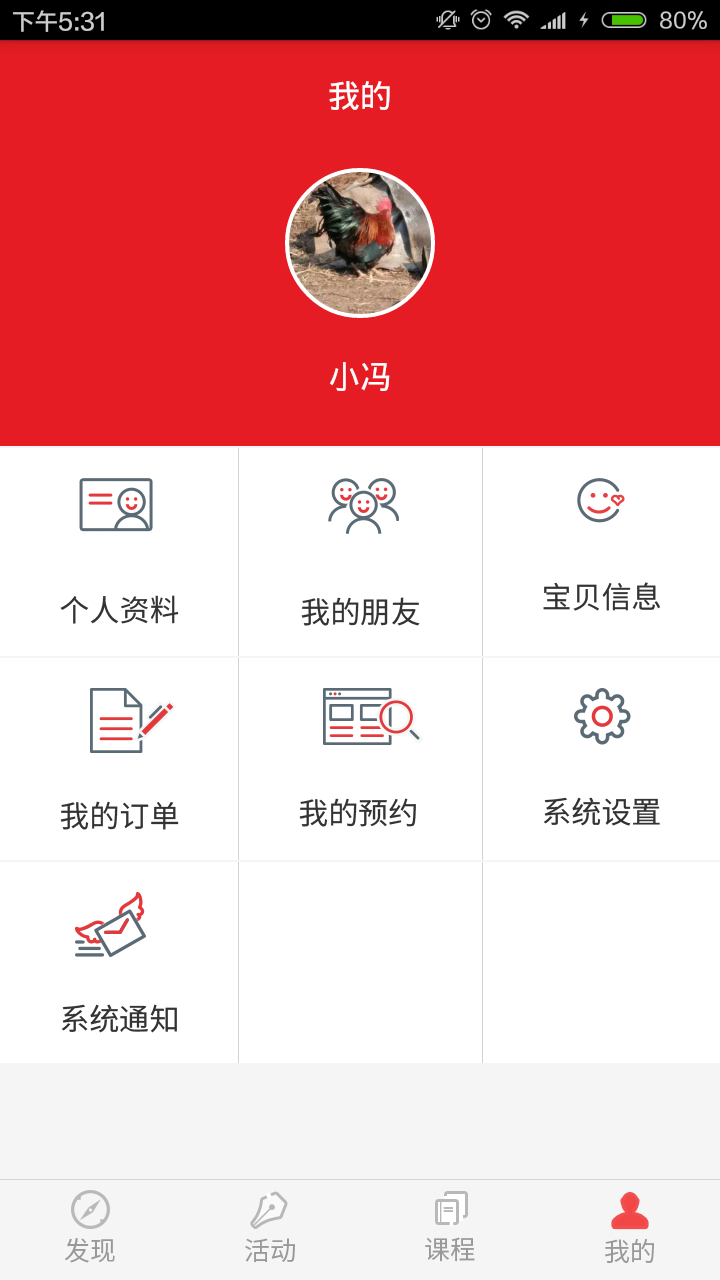 下午5:31
80%
我的
小冯
个人资料
我的朋友
宝贝信息
我的订单
我的预约
系统设置
系统通知
发现
活动
课程
我的